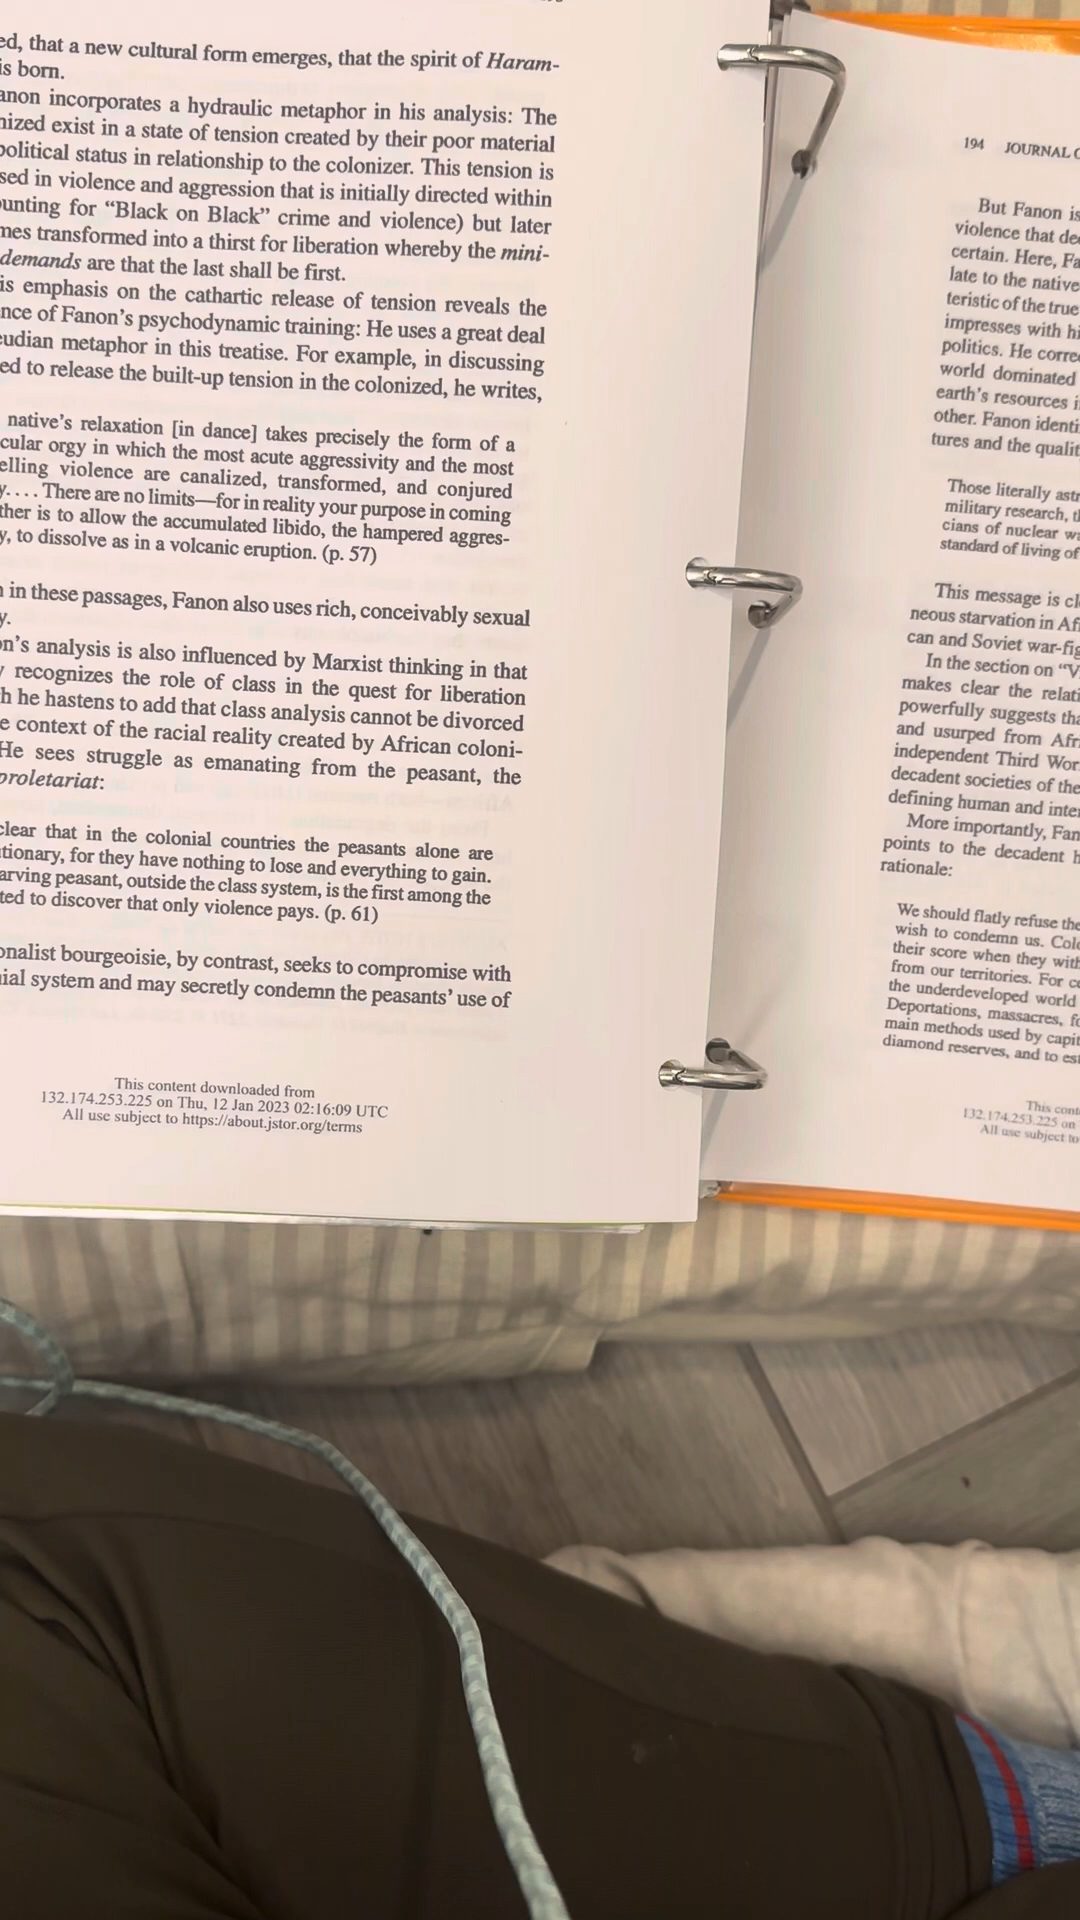 ed, that a new cultural form emerges, that the spirit of Haram-
is born.
anon incorporates a hydraulic metaphor in his analysis: The
nized exist in a state of tension created by their poor material
political status in relationship to the colonizer. This tension is
sed in violence and aggression that is initially directed within
ounting for “Black on Black” crime and violence) but later
mes transformed into a thirst for liberation whereby the mini-
demands are that the last shall be first.
is emphasis on the cathartic release of tension reveals the
nce of Fanon’s psychodynamic training: He uses a great deal
eudian metaphor in this treatise. For example, in discussing
ed to release the built-up tension in the colonized, he writes,
native’s relaxation [in dance] takes precisely the form of a
cular orgy in which the most acute aggressivity and the most
elling violence are canalized, transformed, and conjured
y.... There are no limits—for in reality your purpose in coming
ther is to allow the accumulated libido, the hampered aggres-
y, to dissolve as in a volcanic eruption. (p. 57)
in these passages, Fanon also uses rich, conceivably sexual
y.
on’s analysis is also influenced by Marxist thinking in that
y recognizes the role of class in the quest for liberation
h he hastens to add that class analysis cannot be divorced
e context of the racial reality created by African coloni-
He sees struggle as emanating from the peasant, the
proletariat:
clear that in the colonial countries the peasants alone are
tionary, for they have nothing to lose and everything to gain.
arving peasant, outside the class system, is the first among the
ted to discover that only violence pays. (p. 61)
onalist bourgeoisie, by contrast, seeks to compromise with
nial system and may secretly condemn the peasants’ use of
This content downloaded from
132.174.253.225 on Thu, 12 Jan 2023 02:16:09 UTC
All use subject to https://about.jstor.org/terms
194 JOURNAL
But Fanon is
violence that de
certain. Here, Fa
late to the native
teristic of the true
impresses with hi
politics. He corre
world dominated
earth’s resources i
other. Fanon identi
tures and the qualit
Those literally astr
military research, t
cians of nuclear wa
standard of living of
This message is cl
neous starvation in Afr
can and Soviet war-fig
In the section on “V
makes clear the relati
powerfully suggests tha
and usurped from Afri
independent Third Wor
decadent societies of the
defining human and inter
More importantly, Fan
points to the decadent h
rationale:
We should flatly refuse the
wish to condemn us. Colo
their score when they with
from our territories. For c
the underdeveloped world
Deportations, massacres, fo
main methods used by capit
diamond reserves, and to es
This cont
132.174.253.225 on
All use subject to